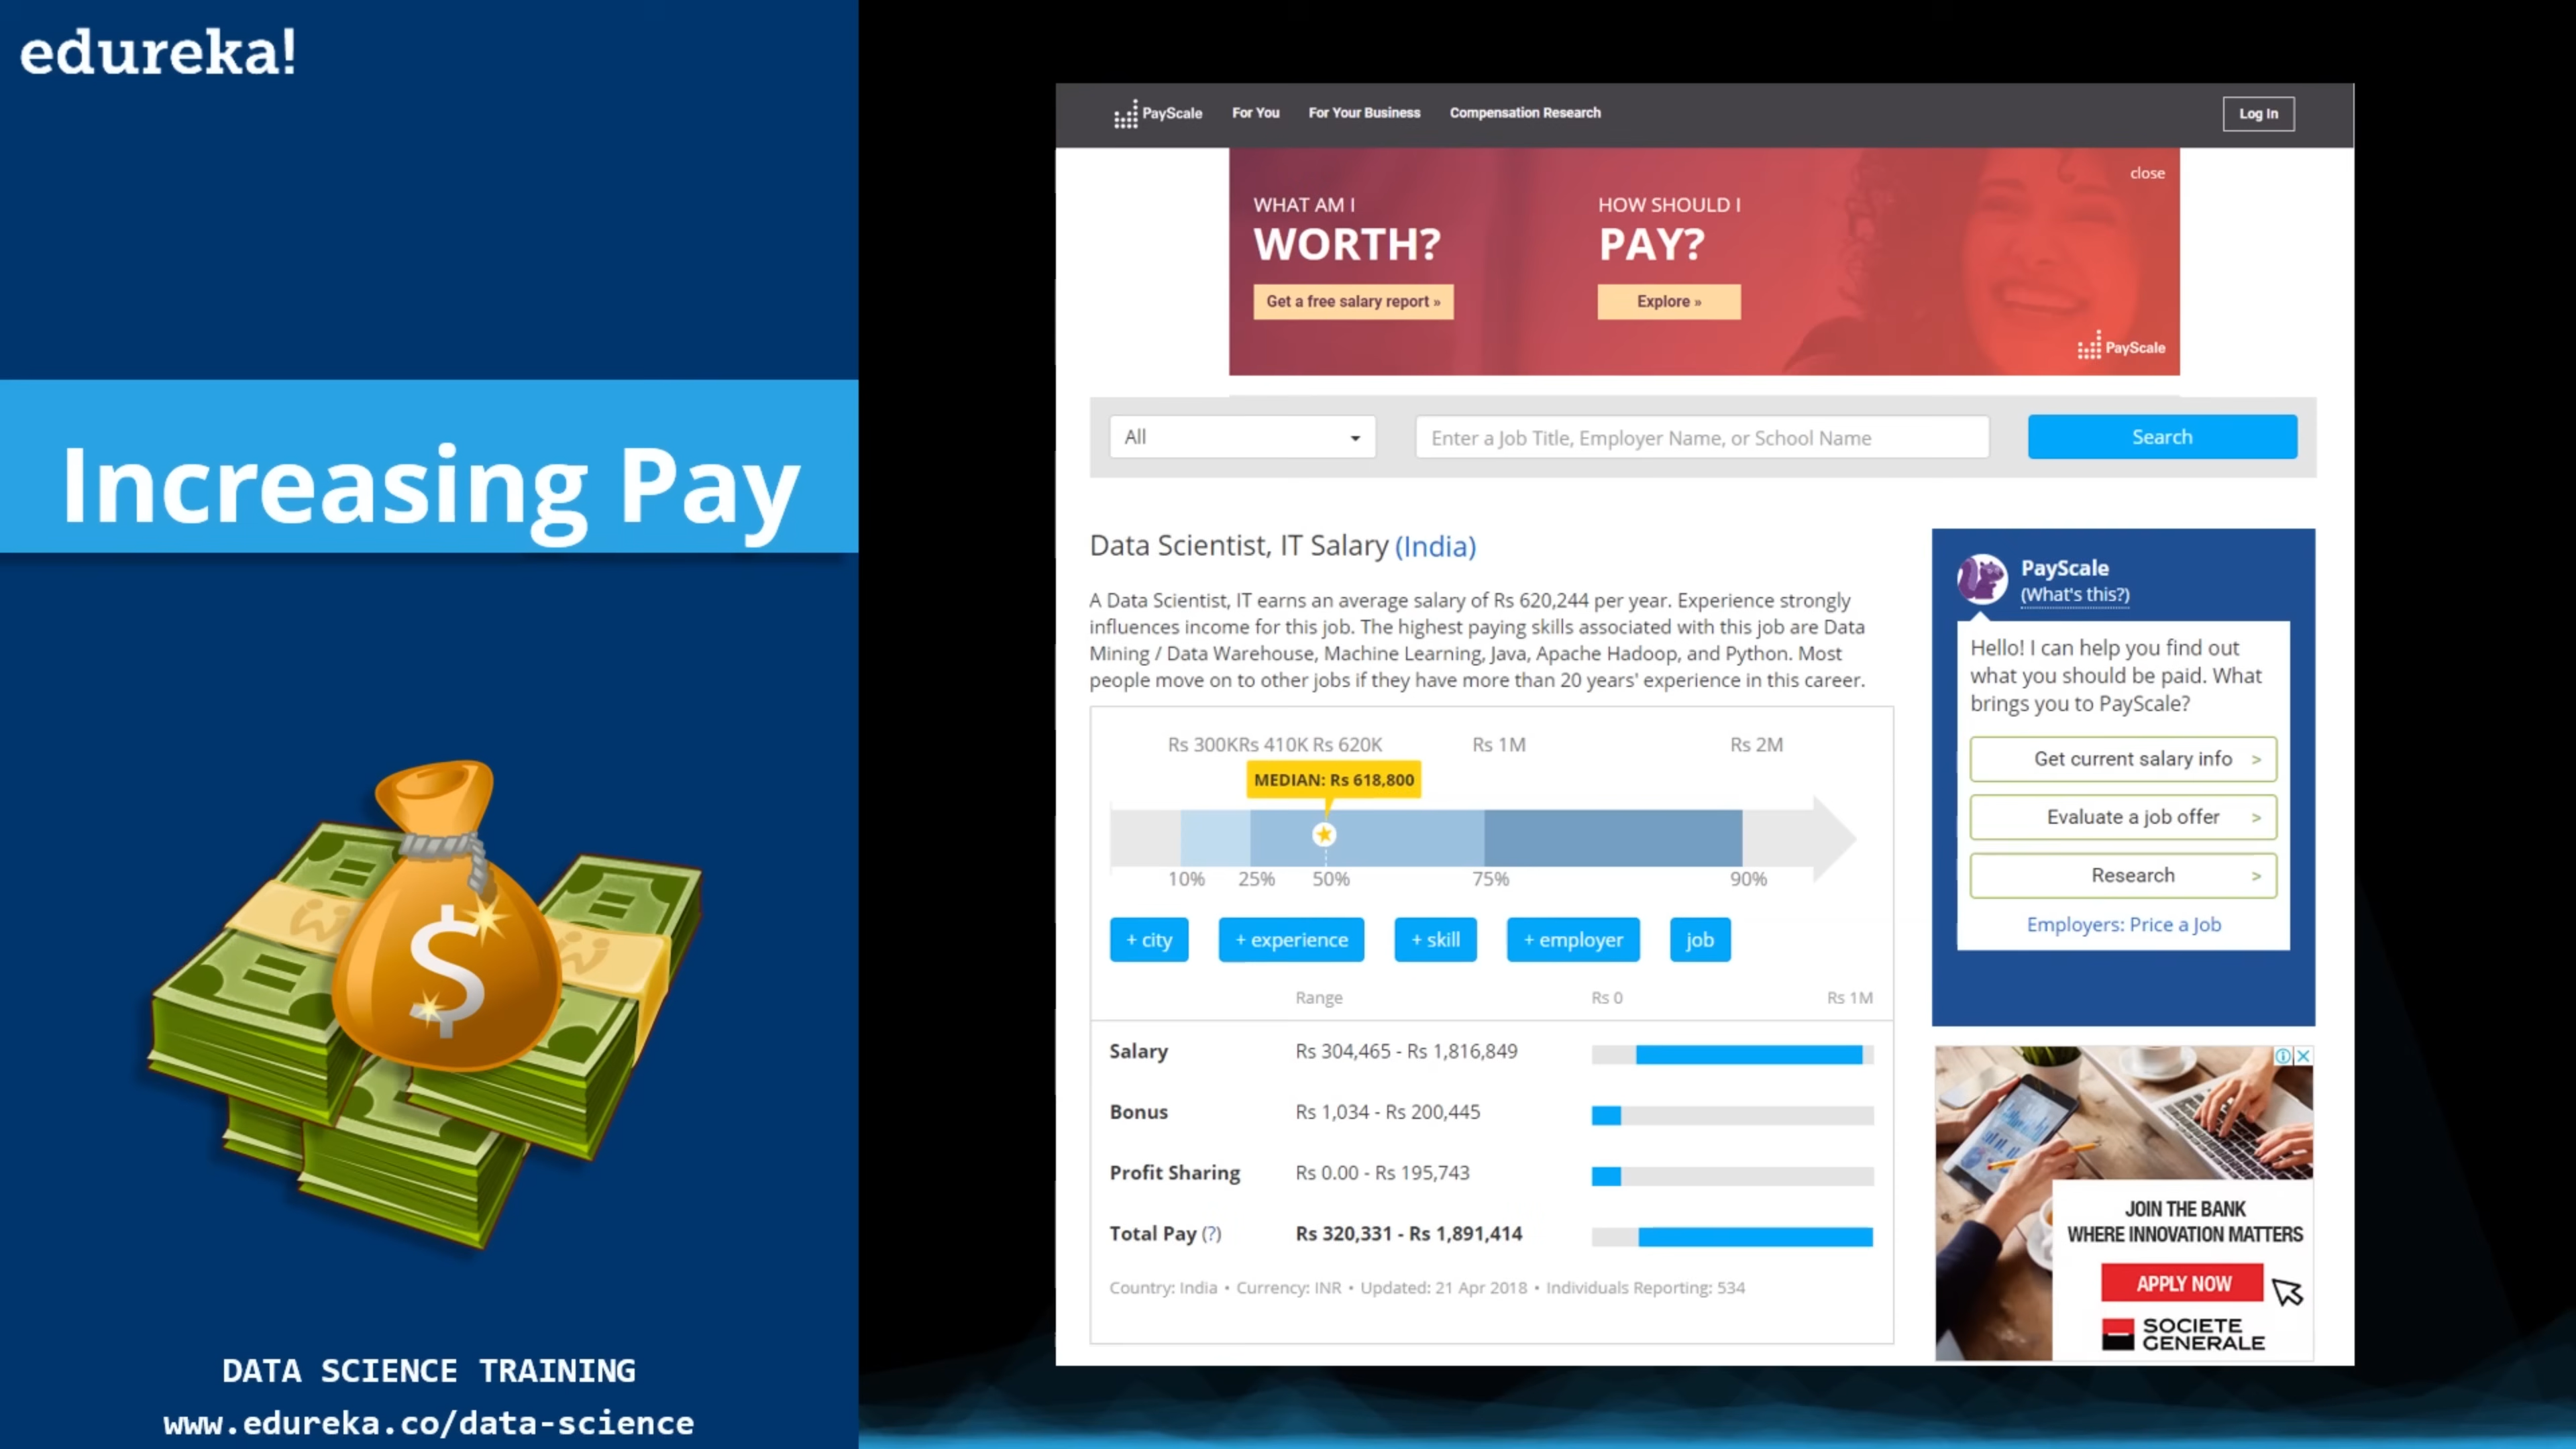 edureka!
Increasing Pay
$
DATA SCIENCE TRAINING
www.edureka.co/data-science
PayScale
For You
For Your Business
Compensation Research
Log In
close
WHAT AM I
WORTH?
Get a free salary report »
HOW SHOULD I
PAY?
Explore »
PayScale
All
Enter a Job Title, Employer Name, or School Name
Search
Data Scientist, IT Salary (India)
A Data Scientist, IT earns an average salary of Rs 620,244 per year. Experience strongly
influences income for this job. The highest paying skills associated with this job are Data
Mining / Data Warehouse, Machine Learning, Java, Apache Hadoop, and Python. Most
people move on to other jobs if they have more than 20 years' experience in this career.
Rs 300K Rs 410K Rs 620K Rs 1M Rs 2M
MEDIAN: Rs 618,800
10% 25% 50% 75% 90%
+ city + experience + skill + employer job
Range Rs 0 Rs 1M
Salary Rs 304,465 - Rs 1,816,849
Bonus Rs 1,034 - Rs 200,445
Profit Sharing Rs 0.00 - Rs 195,743
Total Pay (?) Rs 320,331 - Rs 1,891,414
Country: India • Currency: INR • Updated: 21 Apr 2018 • Individuals Reporting: 534
PayScale
(What's this?)
Hello! I can help you find out
what you should be paid. What
brings you to PayScale?
Get current salary info >
Evaluate a job offer >
Research >
Employers: Price a Job
JOIN THE BANK
WHERE INNOVATION MATTERS
APPLY NOW
SOCIETE
GENERALE